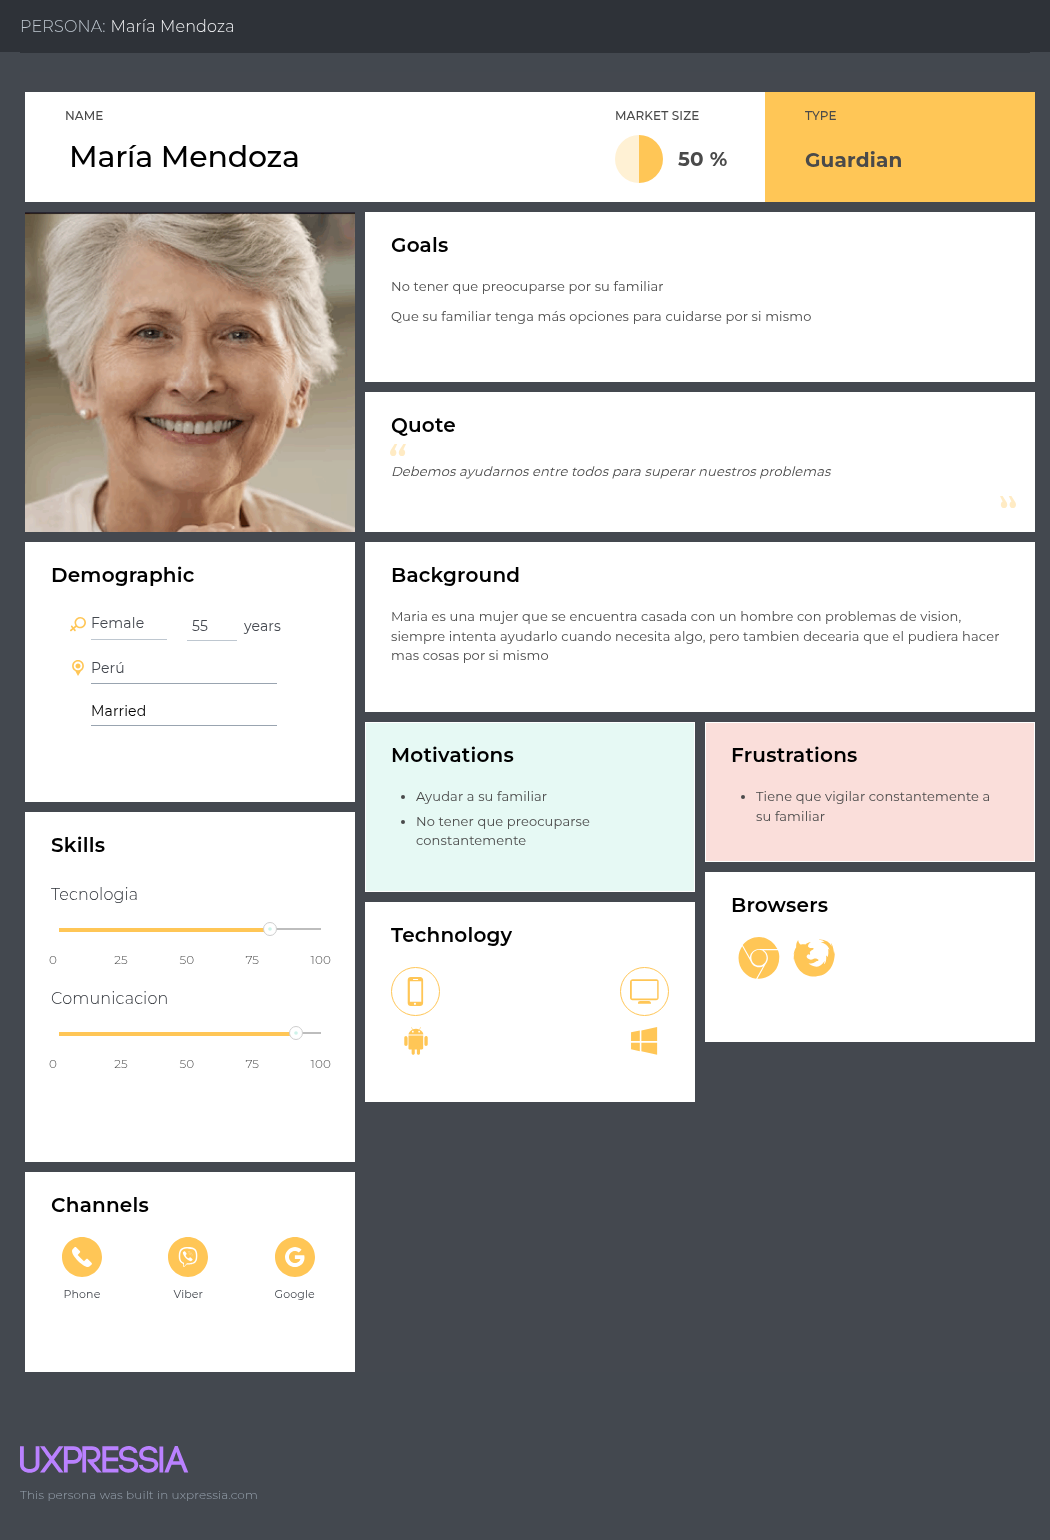 PERSONA: María Mendoza
NAME
María Mendoza
MARKET SIZE
50 %
TYPE
Guardian
Goals
No tener que preocuparse por su familiar
Que su familiar tenga más opciones para cuidarse por si mismo
Quote
“
Debemos ayudarnos entre todos para superar nuestros problemas
”
Demographic
Female
55 years
Perú
Married
Background
Maria es una mujer que se encuentra casada con un hombre con problemas de vision,
siempre intenta ayudarlo cuando necesita algo, pero tambien decearia que el pudiera hacer
mas cosas por si mismo
Motivations
• Ayudar a su familiar
• No tener que preocuparse
constantemente
Frustrations
• Tiene que vigilar constantemente a
su familiar
Skills
Tecnologia
0 25 50 75 100
Comunicacion
0 25 50 75 100
Technology
Browsers
Channels
Phone Viber Google
UXPRESSIA
This persona was built in uxpressia.com